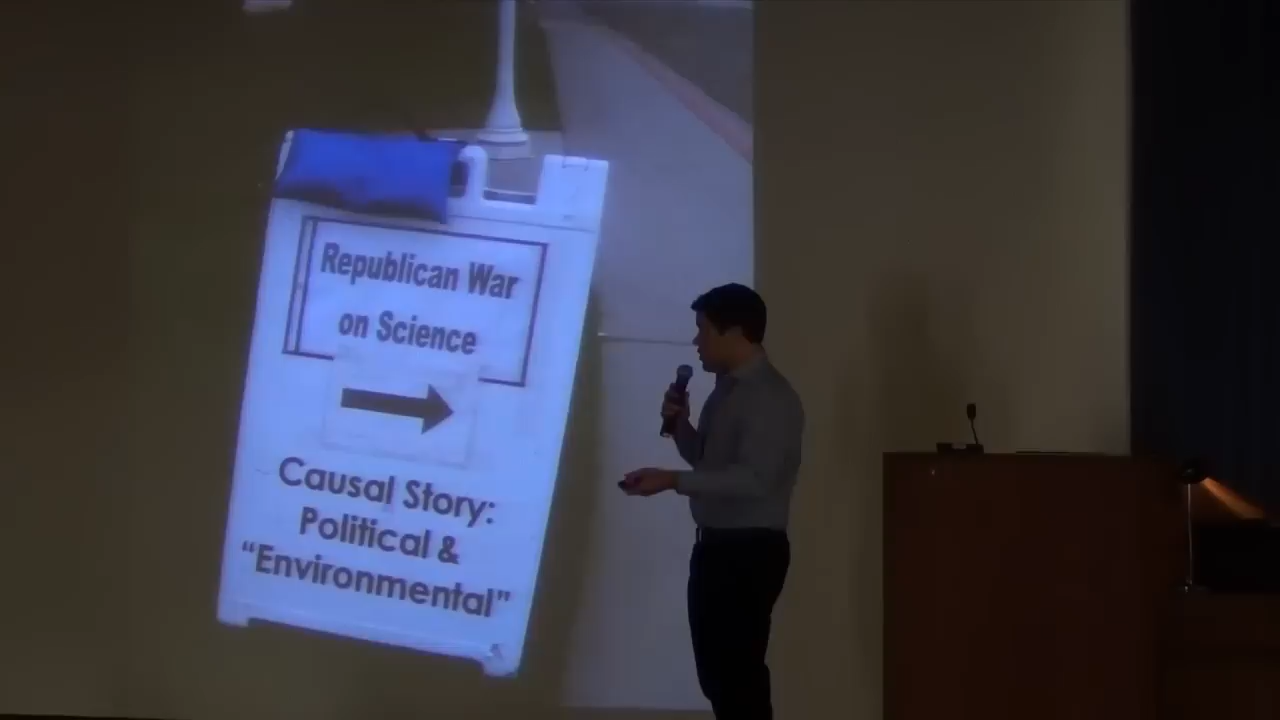 Republican War
on Science
Causal Story:
Political &
“Environmental”